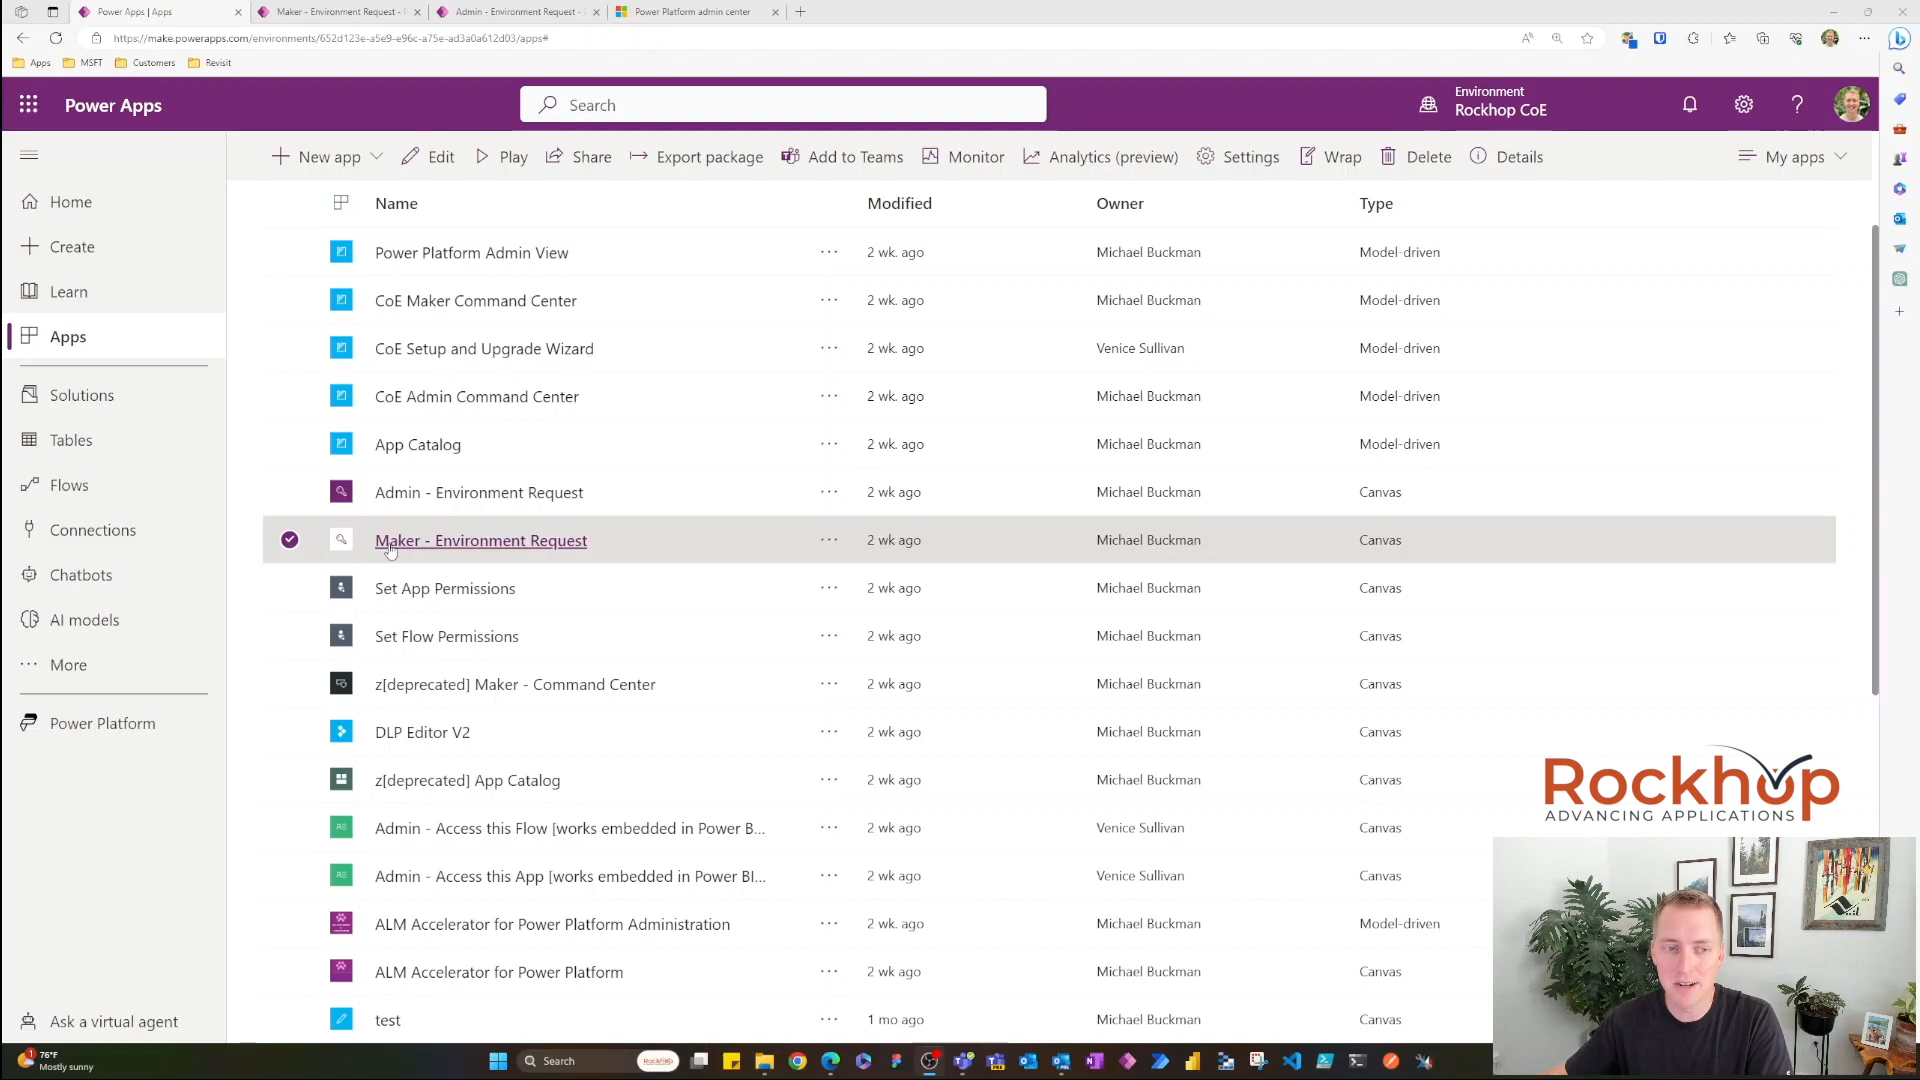 Power Apps | Apps
Maker - Environment Request -
Admin - Environment Request -
Power Platform admin center
https://make.powerapps.com/environments/652d123e-a5e9-e96c-a75e-ad3a0a612d03/apps#
Apps
MSFT
Customers
Revisit
Power Apps
Search
Environment
Rockhop CoE
New app
Edit
Play
Share
Export package
Add to Teams
Monitor
Analytics (preview)
Settings
Wrap
Delete
Details
My apps
Home
Create
Learn
Apps
Solutions
Tables
Flows
Connections
Chatbots
AI models
More
Power Platform
Ask a virtual agent
Name Modified Owner Type
Power Platform Admin View ... 2 wk. ago Michael Buckman Model-driven
CoE Maker Command Center ... 2 wk. ago Michael Buckman Model-driven
CoE Setup and Upgrade Wizard ... 2 wk. ago Venice Sullivan Model-driven
CoE Admin Command Center ... 2 wk. ago Michael Buckman Model-driven
App Catalog ... 2 wk. ago Michael Buckman Model-driven
Admin - Environment Request ... 2 wk ago Michael Buckman Canvas
Maker - Environment Request ... 2 wk ago Michael Buckman Canvas
Set App Permissions ... 2 wk ago Michael Buckman Canvas
Set Flow Permissions ... 2 wk ago Michael Buckman Canvas
z[deprecated] Maker - Command Center ... 2 wk ago Michael Buckman Canvas
DLP Editor V2 ... 2 wk ago Michael Buckman Canvas
z[deprecated] App Catalog ... 2 wk ago Michael Buckman Canvas
Admin - Access this Flow [works embedded in Power B... ... 2 wk ago Venice Sullivan Canvas
Admin - Access this App [works embedded in Power BI... ... 2 wk ago Venice Sullivan Canvas
ALM Accelerator for Power Platform Administration ... 2 wk. ago Michael Buckman Model-driven
ALM Accelerator for Power Platform ... 2 wk ago Michael Buckman Canvas
test ... 1 mo ago Michael Buckman Canvas
Rockhop
ADVANCING APPLICATIONS
1
76°F
Mostly sunny
Search
Rockhop